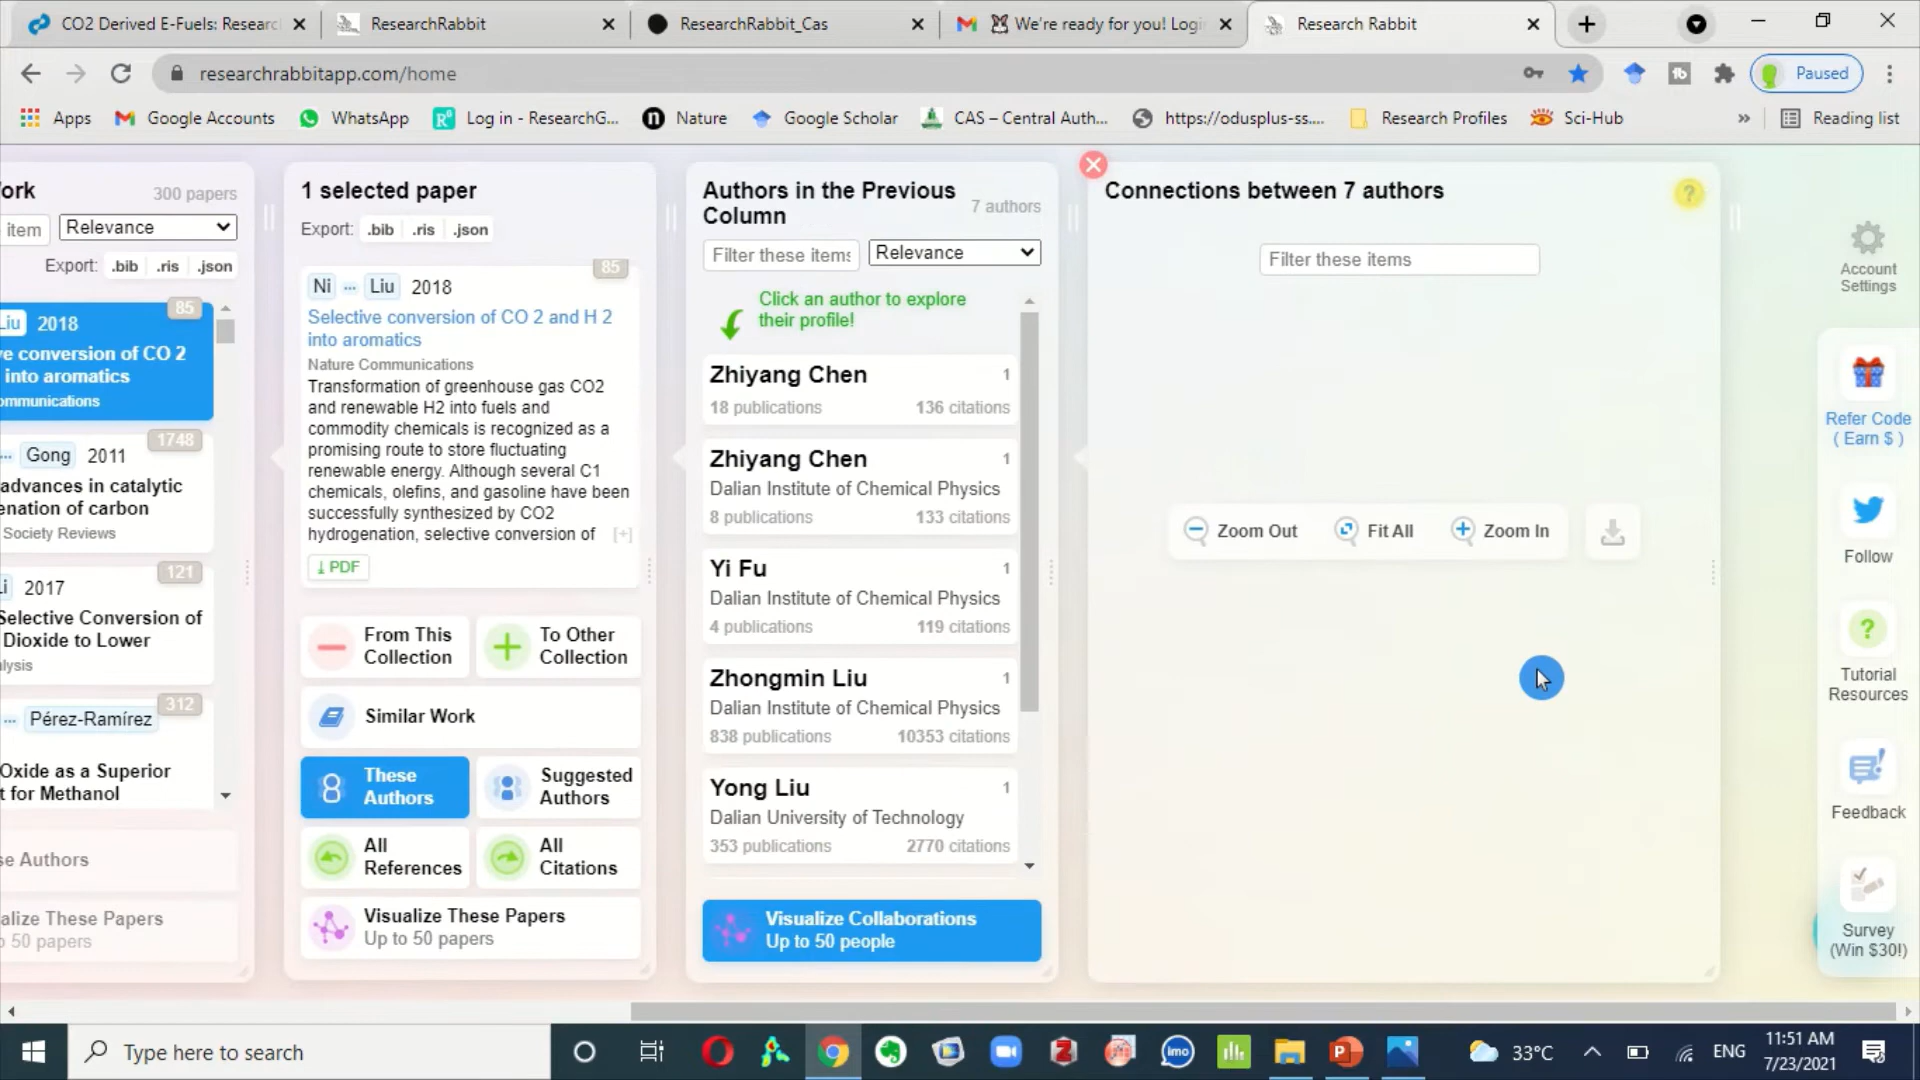 CO2 Derived E-Fuels: Researc
ResearchRabbit
ResearchRabbit_Cas
We're ready for you! Logi
Research Rabbit
researchrabbitapp.com/home
Paused
Apps
Google Accounts
WhatsApp
Log in - ResearchG...
Nature
Google Scholar
CAS – Central Auth...
https://odusplus-ss....
Research Profiles
Sci-Hub
»
Reading list
ork
300 papers
item
Relevance
Export: .bib .ris .json
85
Liu 2018
ve conversion of CO 2
into aromatics
ommunications
1748
... Gong 2011
advances in catalytic
enation of carbon
Society Reviews
121
i 2017
Selective Conversion of
Dioxide to Lower
lysis
312
... Pérez-Ramírez
Oxide as a Superior
t for Methanol
se Authors
alize These Papers
o 50 papers
1 selected paper
Export: .bib .ris .json
85
Ni ... Liu 2018
Selective conversion of CO 2 and H 2
into aromatics
Nature Communications
Transformation of greenhouse gas CO2
and renewable H2 into fuels and
commodity chemicals is recognized as a
promising route to store fluctuating
renewable energy. Although several C1
chemicals, olefins, and gasoline have been
successfully synthesized by CO2
hydrogenation, selective conversion of [+]
PDF
From This
Collection
To Other
Collection
Similar Work
These
Authors
Suggested
Authors
All
References
All
Citations
Visualize These Papers
Up to 50 papers
Authors in the Previous
Column
7 authors
Filter these items
Relevance
Click an author to explore
their profile!
Zhiyang Chen 1
18 publications 136 citations
Zhiyang Chen 1
Dalian Institute of Chemical Physics
8 publications 133 citations
Yi Fu 1
Dalian Institute of Chemical Physics
4 publications 119 citations
Zhongmin Liu 1
Dalian Institute of Chemical Physics
838 publications 10353 citations
Yong Liu 1
Dalian University of Technology
353 publications 2770 citations
Visualize Collaborations
Up to 50 people
Connections between 7 authors
?
Filter these items
Zoom Out
Fit All
Zoom In
Account
Settings
Refer Code
( Earn $ )
Follow
?
Tutorial
Resources
Feedback
Survey
(Win $30!)
Type here to search
imo
33°C
ENG
11:51 AM
7/23/2021